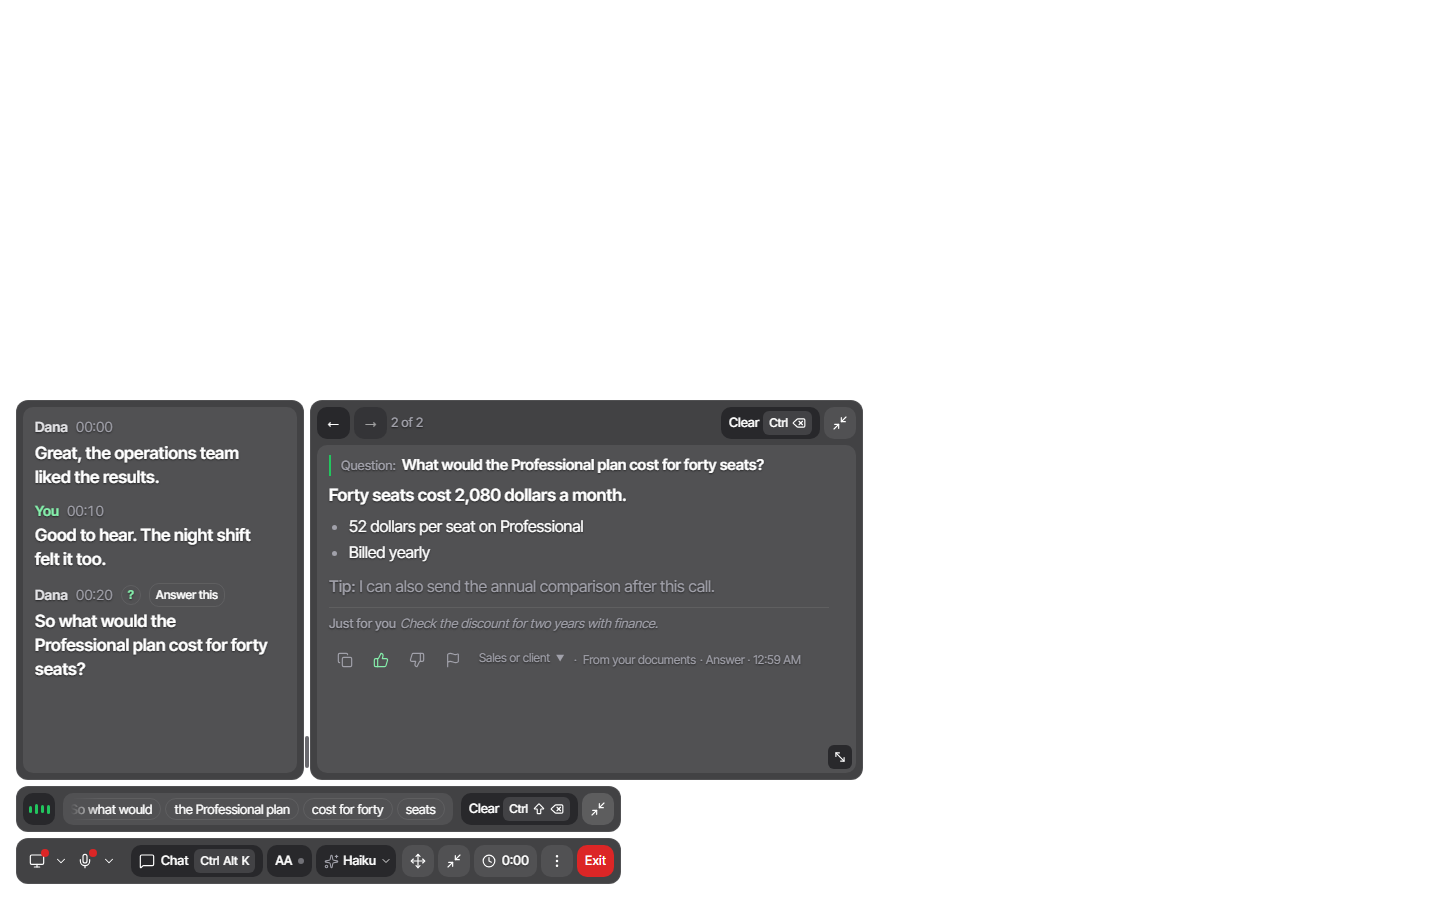 Dana 00:00
Great, the operations team
liked the results.
You 00:10
Good to hear. The night shift
felt it too.
Dana 00:20 ? Answer this
So what would the
Professional plan cost for forty
seats?
← → 2 of 2 Clear Ctrl
Question: What would the Professional plan cost for forty seats?
Forty seats cost 2,080 dollars a month.
• 52 dollars per seat on Professional
• Billed yearly
Tip: I can also send the annual comparison after this call.
Just for you Check the discount for two years with finance.
Sales or client ▼ · From your documents · Answer · 12:59 AM
So what would the Professional plan cost for forty seats Clear Ctrl
Chat Ctrl Alt K AA Haiku 0:00 Exit